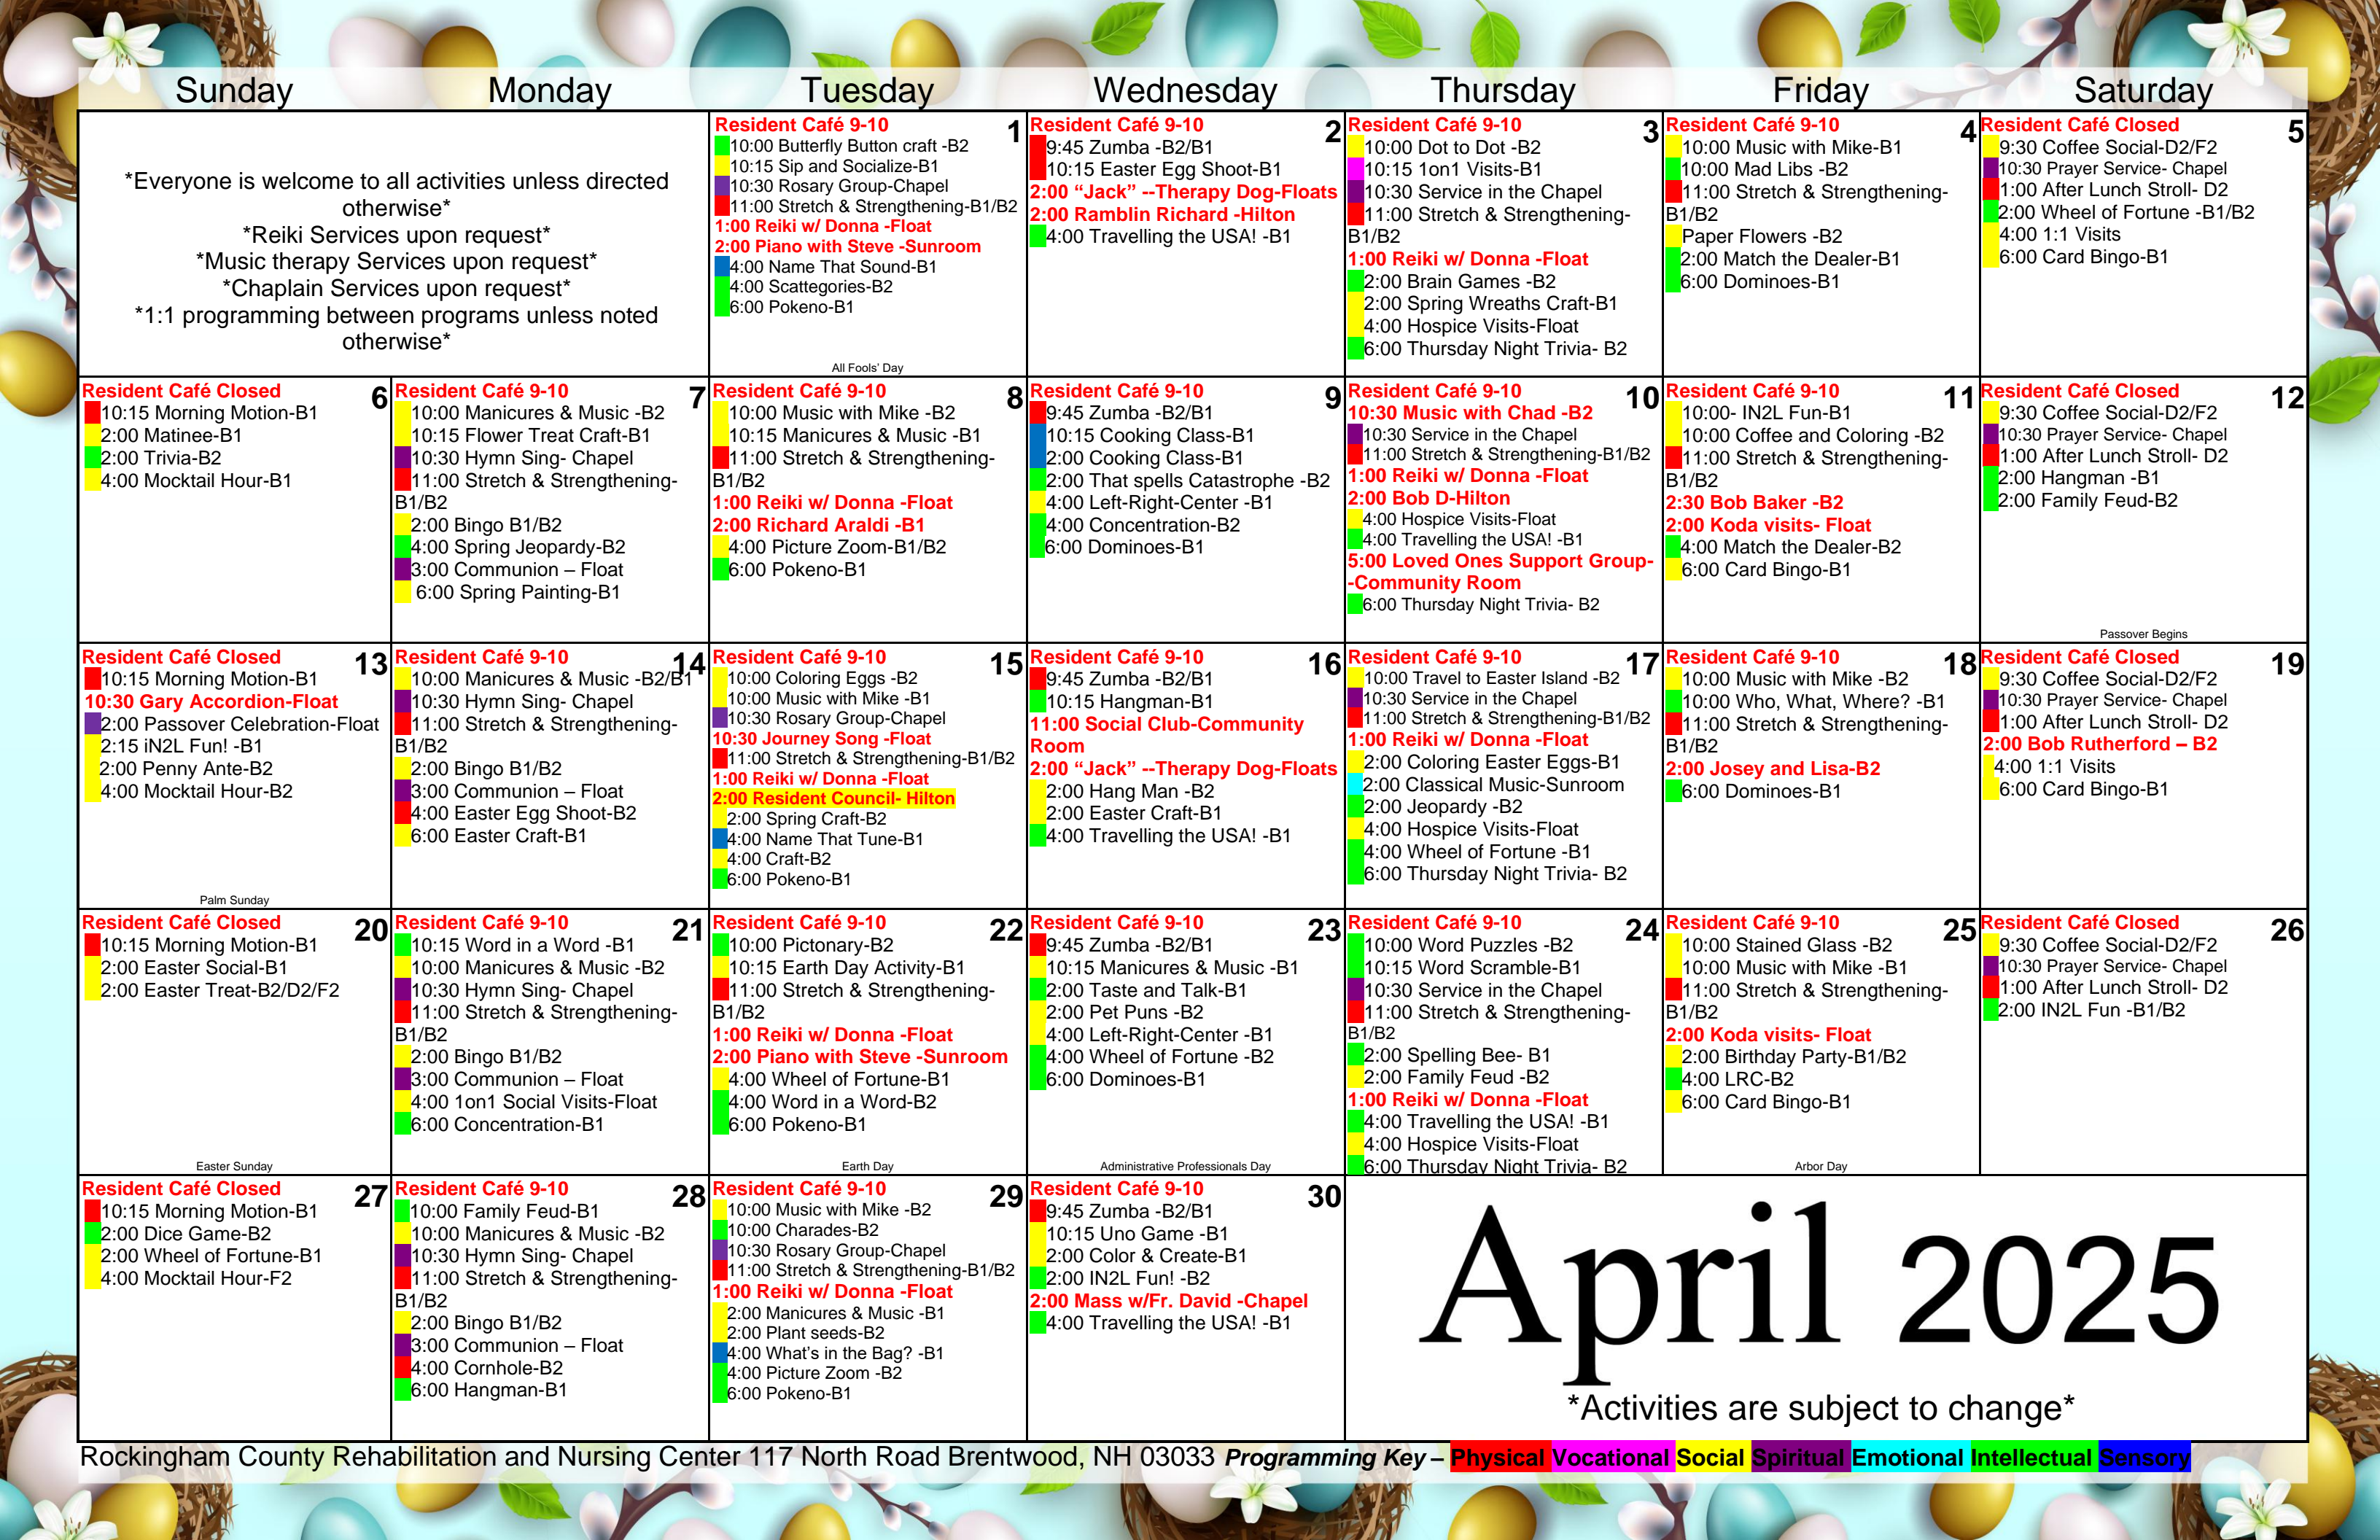 Sunday Monday Tuesday Wednesday Thursday Friday Saturday
*Everyone is welcome to all activities unless directed
otherwise*
*Reiki Services upon request*
*Music therapy Services upon request*
*Chaplain Services upon request*
*1:1 programming between programs unless noted
otherwise*
Resident Café 9-10 1
10:00 Butterfly Button craft -B2
10:15 Sip and Socialize-B1
10:30 Rosary Group-Chapel
11:00 Stretch & Strengthening-B1/B2
1:00 Reiki w/ Donna -Float
2:00 Piano with Steve -Sunroom
4:00 Name That Sound-B1
4:00 Scattegories-B2
6:00 Pokeno-B1
All Fools' Day
Resident Café 9-10 2
9:45 Zumba -B2/B1
10:15 Easter Egg Shoot-B1
2:00 “Jack” --Therapy Dog-Floats
2:00 Ramblin Richard -Hilton
4:00 Travelling the USA! -B1
Resident Café 9-10 3
10:00 Dot to Dot -B2
10:15 1on1 Visits-B1
10:30 Service in the Chapel
11:00 Stretch & Strengthening-
B1/B2
1:00 Reiki w/ Donna -Float
2:00 Brain Games -B2
2:00 Spring Wreaths Craft-B1
4:00 Hospice Visits-Float
6:00 Thursday Night Trivia- B2
Resident Café 9-10 4
10:00 Music with Mike-B1
10:00 Mad Libs -B2
11:00 Stretch & Strengthening-
B1/B2
Paper Flowers -B2
2:00 Match the Dealer-B1
6:00 Dominoes-B1
Resident Café Closed 5
9:30 Coffee Social-D2/F2
10:30 Prayer Service- Chapel
1:00 After Lunch Stroll- D2
2:00 Wheel of Fortune -B1/B2
4:00 1:1 Visits
6:00 Card Bingo-B1
Resident Café Closed 6
10:15 Morning Motion-B1
2:00 Matinee-B1
2:00 Trivia-B2
4:00 Mocktail Hour-B1
Resident Café 9-10 7
10:00 Manicures & Music -B2
10:15 Flower Treat Craft-B1
10:30 Hymn Sing- Chapel
11:00 Stretch & Strengthening-
B1/B2
2:00 Bingo B1/B2
4:00 Spring Jeopardy-B2
3:00 Communion – Float
6:00 Spring Painting-B1
Resident Café 9-10 8
10:00 Music with Mike -B2
10:15 Manicures & Music -B1
11:00 Stretch & Strengthening-
B1/B2
1:00 Reiki w/ Donna -Float
2:00 Richard Araldi -B1
4:00 Picture Zoom-B1/B2
6:00 Pokeno-B1
Resident Café 9-10 9
9:45 Zumba -B2/B1
10:15 Cooking Class-B1
2:00 Cooking Class-B1
2:00 That spells Catastrophe -B2
4:00 Left-Right-Center -B1
4:00 Concentration-B2
6:00 Dominoes-B1
Resident Café 9-10 10
10:30 Music with Chad -B2
10:30 Service in the Chapel
11:00 Stretch & Strengthening-B1/B2
1:00 Reiki w/ Donna -Float
2:00 Bob D-Hilton
4:00 Hospice Visits-Float
4:00 Travelling the USA! -B1
5:00 Loved Ones Support Group-
-Community Room
6:00 Thursday Night Trivia- B2
Resident Café 9-10 11
10:00- IN2L Fun-B1
10:00 Coffee and Coloring -B2
11:00 Stretch & Strengthening-
B1/B2
2:30 Bob Baker -B2
2:00 Koda visits- Float
4:00 Match the Dealer-B2
6:00 Card Bingo-B1
Resident Café Closed 12
9:30 Coffee Social-D2/F2
10:30 Prayer Service- Chapel
1:00 After Lunch Stroll- D2
2:00 Hangman -B1
2:00 Family Feud-B2
Passover Begins
Resident Café Closed 13
10:15 Morning Motion-B1
10:30 Gary Accordion-Float
2:00 Passover Celebration-Float
2:15 iN2L Fun! -B1
2:00 Penny Ante-B2
4:00 Mocktail Hour-B2
Palm Sunday
Resident Café 9-10 14
10:00 Manicures & Music -B2/B1
10:30 Hymn Sing- Chapel
11:00 Stretch & Strengthening-
B1/B2
2:00 Bingo B1/B2
3:00 Communion – Float
4:00 Easter Egg Shoot-B2
6:00 Easter Craft-B1
Resident Café 9-10 15
10:00 Coloring Eggs -B2
10:00 Music with Mike -B1
10:30 Rosary Group-Chapel
10:30 Journey Song -Float
11:00 Stretch & Strengthening-B1/B2
1:00 Reiki w/ Donna -Float
2:00 Resident Council- Hilton
2:00 Spring Craft-B2
4:00 Name That Tune-B1
4:00 Craft-B2
6:00 Pokeno-B1
Resident Café 9-10 16
9:45 Zumba -B2/B1
10:15 Hangman-B1
11:00 Social Club-Community
Room
2:00 “Jack” --Therapy Dog-Floats
2:00 Hang Man -B2
2:00 Easter Craft-B1
4:00 Travelling the USA! -B1
Resident Café 9-10 17
10:00 Travel to Easter Island -B2
10:30 Service in the Chapel
11:00 Stretch & Strengthening-B1/B2
1:00 Reiki w/ Donna -Float
2:00 Coloring Easter Eggs-B1
2:00 Classical Music-Sunroom
2:00 Jeopardy -B2
4:00 Hospice Visits-Float
4:00 Wheel of Fortune -B1
6:00 Thursday Night Trivia- B2
Resident Café 9-10 18
10:00 Music with Mike -B2
10:00 Who, What, Where? -B1
11:00 Stretch & Strengthening-
B1/B2
2:00 Josey and Lisa-B2
6:00 Dominoes-B1
Resident Café Closed 19
9:30 Coffee Social-D2/F2
10:30 Prayer Service- Chapel
1:00 After Lunch Stroll- D2
2:00 Bob Rutherford – B2
4:00 1:1 Visits
6:00 Card Bingo-B1
Resident Café Closed 20
10:15 Morning Motion-B1
2:00 Easter Social-B1
2:00 Easter Treat-B2/D2/F2
Easter Sunday
Resident Café 9-10 21
10:15 Word in a Word -B1
10:00 Manicures & Music -B2
10:30 Hymn Sing- Chapel
11:00 Stretch & Strengthening-
B1/B2
2:00 Bingo B1/B2
3:00 Communion – Float
4:00 1on1 Social Visits-Float
6:00 Concentration-B1
Resident Café 9-10 22
10:00 Pictonary-B2
10:15 Earth Day Activity-B1
11:00 Stretch & Strengthening-
B1/B2
1:00 Reiki w/ Donna -Float
2:00 Piano with Steve -Sunroom
4:00 Wheel of Fortune-B1
4:00 Word in a Word-B2
6:00 Pokeno-B1
Earth Day
Resident Café 9-10 23
9:45 Zumba -B2/B1
10:15 Manicures & Music -B1
2:00 Taste and Talk-B1
2:00 Pet Puns -B2
4:00 Left-Right-Center -B1
4:00 Wheel of Fortune -B2
6:00 Dominoes-B1
Administrative Professionals Day
Resident Café 9-10 24
10:00 Word Puzzles -B2
10:15 Word Scramble-B1
10:30 Service in the Chapel
11:00 Stretch & Strengthening-
B1/B2
2:00 Spelling Bee- B1
2:00 Family Feud -B2
1:00 Reiki w/ Donna -Float
4:00 Travelling the USA! -B1
4:00 Hospice Visits-Float
6:00 Thursday Night Trivia- B2
Resident Café 9-10 25
10:00 Stained Glass -B2
10:00 Music with Mike -B1
11:00 Stretch & Strengthening-
B1/B2
2:00 Koda visits- Float
2:00 Birthday Party-B1/B2
4:00 LRC-B2
6:00 Card Bingo-B1
Arbor Day
Resident Café Closed 26
9:30 Coffee Social-D2/F2
10:30 Prayer Service- Chapel
1:00 After Lunch Stroll- D2
2:00 IN2L Fun -B1/B2
Resident Café Closed 27
10:15 Morning Motion-B1
2:00 Dice Game-B2
2:00 Wheel of Fortune-B1
4:00 Mocktail Hour-F2
Resident Café 9-10 28
10:00 Family Feud-B1
10:00 Manicures & Music -B2
10:30 Hymn Sing- Chapel
11:00 Stretch & Strengthening-
B1/B2
2:00 Bingo B1/B2
3:00 Communion – Float
4:00 Cornhole-B2
6:00 Hangman-B1
Resident Café 9-10 29
10:00 Music with Mike -B2
10:00 Charades-B2
10:30 Rosary Group-Chapel
11:00 Stretch & Strengthening-B1/B2
1:00 Reiki w/ Donna -Float
2:00 Manicures & Music -B1
2:00 Plant seeds-B2
4:00 What's in the Bag? -B1
4:00 Picture Zoom -B2
6:00 Pokeno-B1
Resident Café 9-10 30
9:45 Zumba -B2/B1
10:15 Uno Game -B1
2:00 Color & Create-B1
2:00 IN2L Fun! -B2
2:00 Mass w/Fr. David -Chapel
4:00 Travelling the USA! -B1
April 2025
*Activities are subject to change*
Rockingham County Rehabilitation and Nursing Center 117 North Road Brentwood, NH 03033 Programming Key – Physical Vocational Social Spiritual Emotional Intellectual Sensory